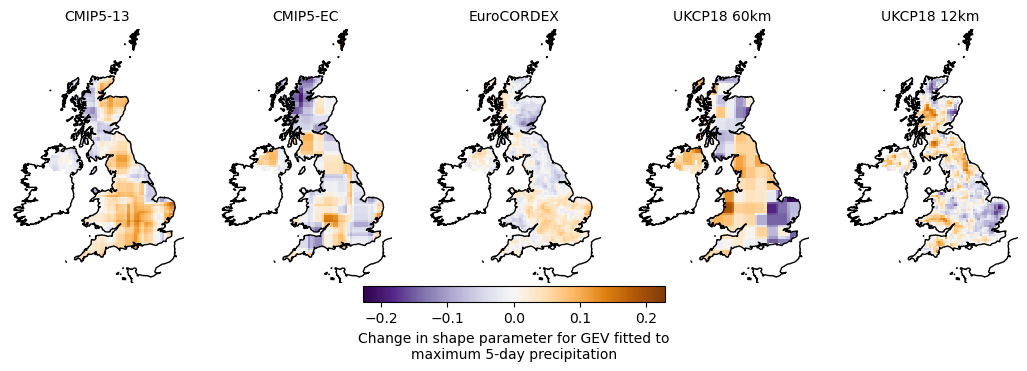 CMIP5-13
CMIP5-EC
EuroCORDEX
UKCP18 60km
UKCP18 12km
−0.2
−0.1
0.0
0.1
0.2
Change in shape parameter for GEV fitted to
maximum 5-day precipitation